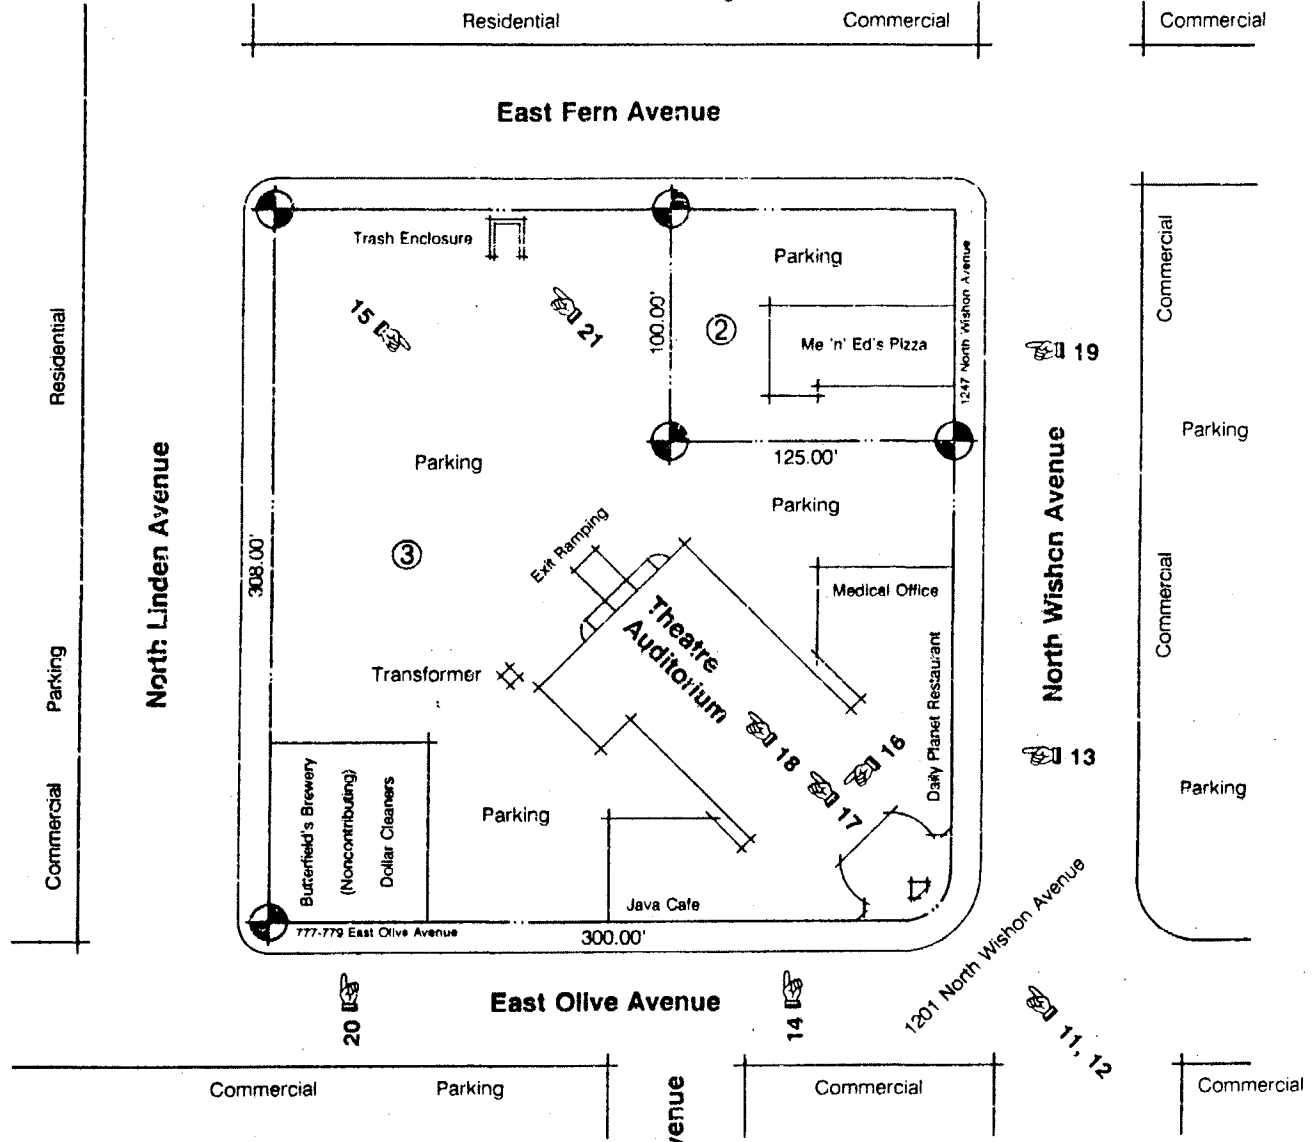 Residential
Commercial
Commercial
East Fern Avenue
Trash Enclosure
Parking
15
21
100.00'
2
Me 'n' Ed's Pizza
1247 North Wishon Avenue
19
Commercial
Residential
Parking
125.00'
Parking
Parking
North Linden Avenue
North Wishon Avenue
308.00'
3
Exit Ramping
Medical Office
Commercial
Theatre
Auditorium
Transformer
Parking
Daily Planet Restaurant
18
16
17
13
Parking
Commercial
Butterfield's Brewery
(Noncontributing)
Dollar Cleaners
Parking
Java Cafe
777-779 East Olive Avenue
300.00'
1201 North Wishon Avenue
East Olive Avenue
20
14
11, 12
Commercial
Parking
venue
Commercial
Commercial